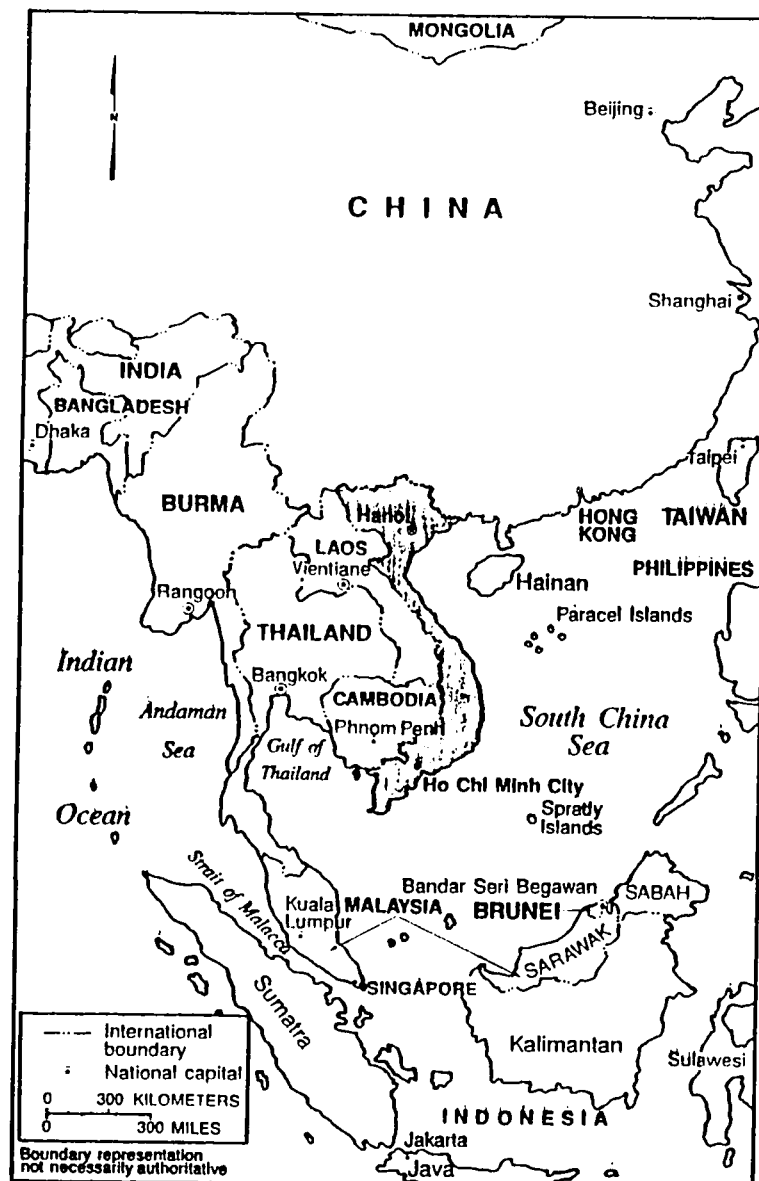 MONGOLIA
Beijing
N
CHINA
Shanghai
INDIA
BANGLADESH
Dhaka
Taipei
BURMA
Hanoi
HONG
KONG
TAIWAN
LAOS
Vientiane
Hainan
PHILIPPINES
Rangoon
Paracel Islands
THAILAND
Indian
Bangkok
CAMBODIA
Andaman
Sea
Phnom Penh
South China
Sea
Gulf of
Thailand
Ho Chi Minh City
Ocean
Spratly
Islands
Strait of Malacca
Bandar Seri Begawan
SABAH
Kuala
Lumpur
MALAYSIA
BRUNEI
SARAWAK
SINGAPORE
Sumatra
Kalimantan
Sulawesi
International
boundary
National capital
0 300 KILOMETERS
0 300 MILES
INDONESIA
Jakarta
Java
Boundary representation
not necessarily authoritative